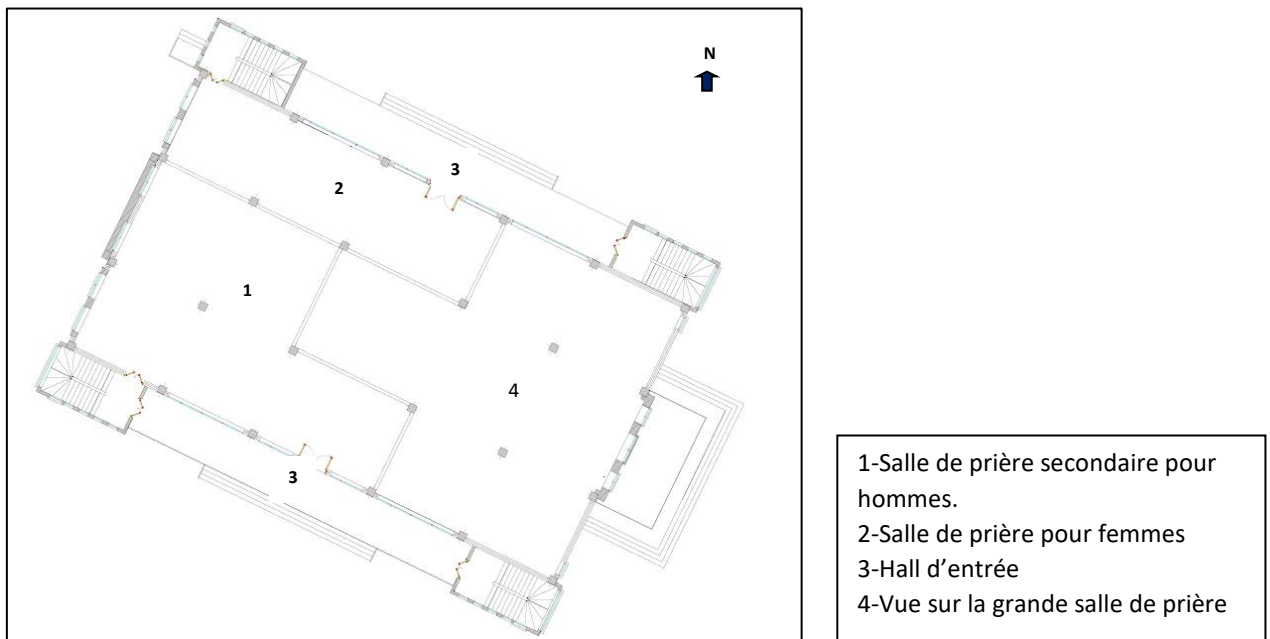 N
3
2
1
4
3
1-Salle de prière secondaire pour
hommes.
2-Salle de prière pour femmes
3-Hall d’entrée
4-Vue sur la grande salle de prière